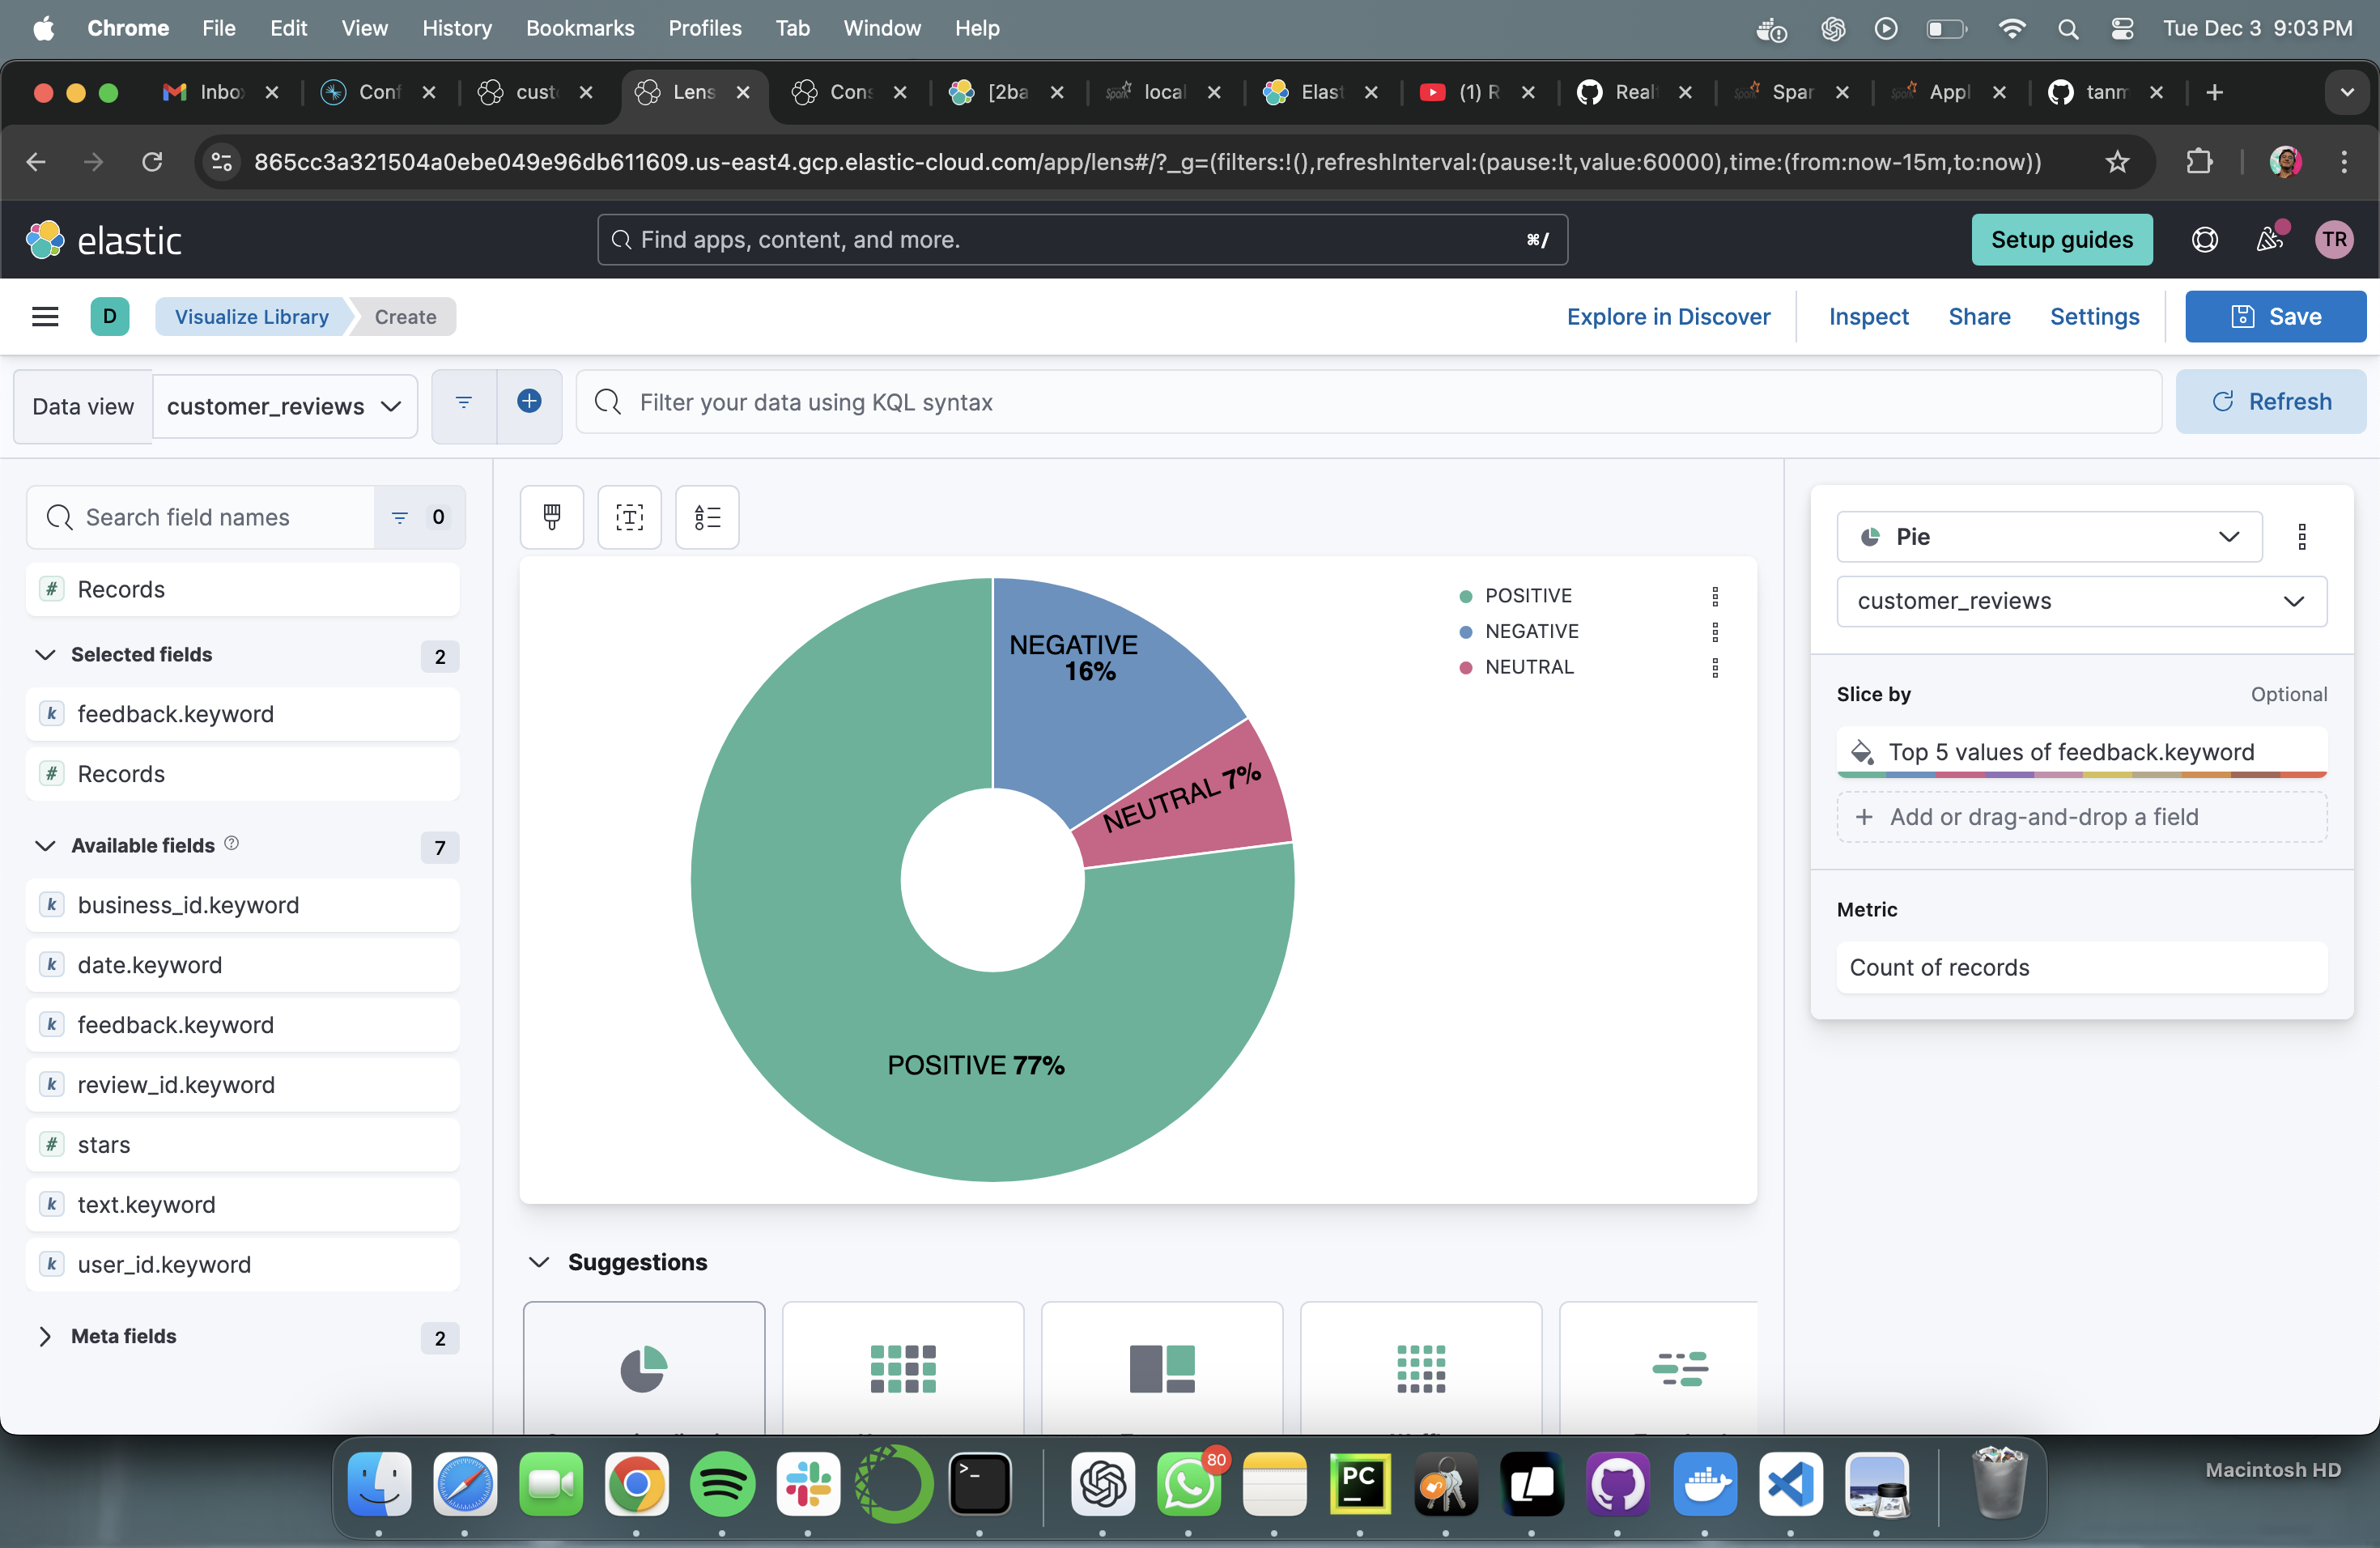 Chrome File Edit View History Bookmarks Profiles Tab Window Help Tue Dec 3 9:03 PM
Inbo Conf custo Lens Cons [2ba local Elast (1) R Real Spar Appl tanm
865cc3a321504a0ebe049e96db611609.us-east4.gcp.elastic-cloud.com/app/lens#/?_g=(filters:!(),refreshInterval:(pause:!t,value:60000),time:(from:now-15m,to:now))
elastic Find apps, content, and more. ⌘/ Setup guides TR
D Visualize Library Create Explore in Discover Inspect Share Settings Save
Data view customer_reviews Filter your data using KQL syntax Refresh
Search field names 0
# Records
Selected fields 2
k feedback.keyword
# Records
Available fields 7
k business_id.keyword
k date.keyword
k feedback.keyword
k review_id.keyword
# stars
k text.keyword
k user_id.keyword
Meta fields 2
NEGATIVE
16%
NEUTRAL 7%
POSITIVE 77%
POSITIVE
NEGATIVE
NEUTRAL
Suggestions
Pie
customer_reviews
Slice by Optional
Top 5 values of feedback.keyword
+ Add or drag-and-drop a field
Metric
Count of records
80
PC
Macintosh HD